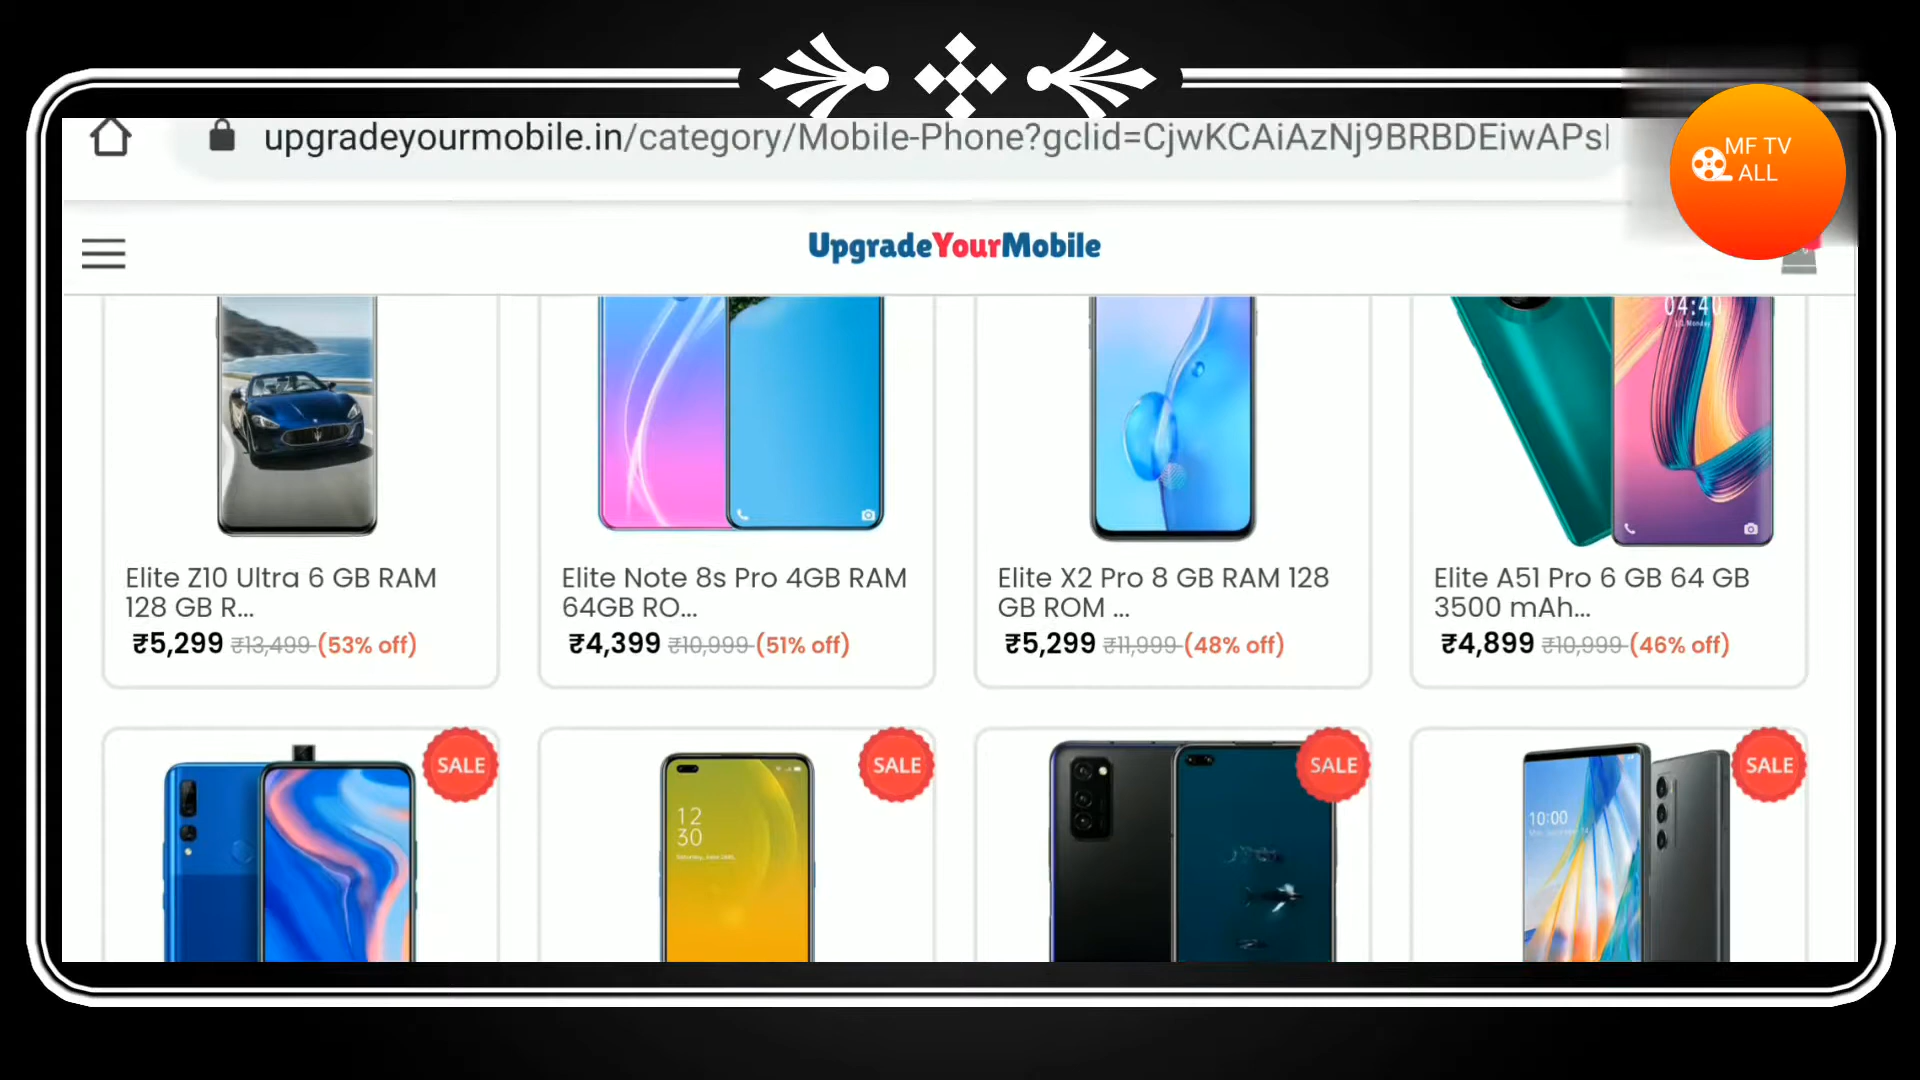 upgradeyourmobile.in/category/Mobile-Phone?gclid=CjwKCAiAzNj9BRBDEiwAPsl
MF TV
ALL
UpgradeYourMobile
04:40
Elite Z10 Ultra 6 GB RAM
128 GB R...
₹5,299 ₹13,499 (53% off)
Elite Note 8s Pro 4GB RAM
64GB RO...
₹4,399 ₹10,999 (51% off)
Elite X2 Pro 8 GB RAM 128
GB ROM ...
₹5,299 ₹11,999 (48% off)
Elite A51 Pro 6 GB 64 GB
3500 mAh...
₹4,899 ₹10,999 (46% off)
SALE
12
30
SALE
SALE
10:00
SALE